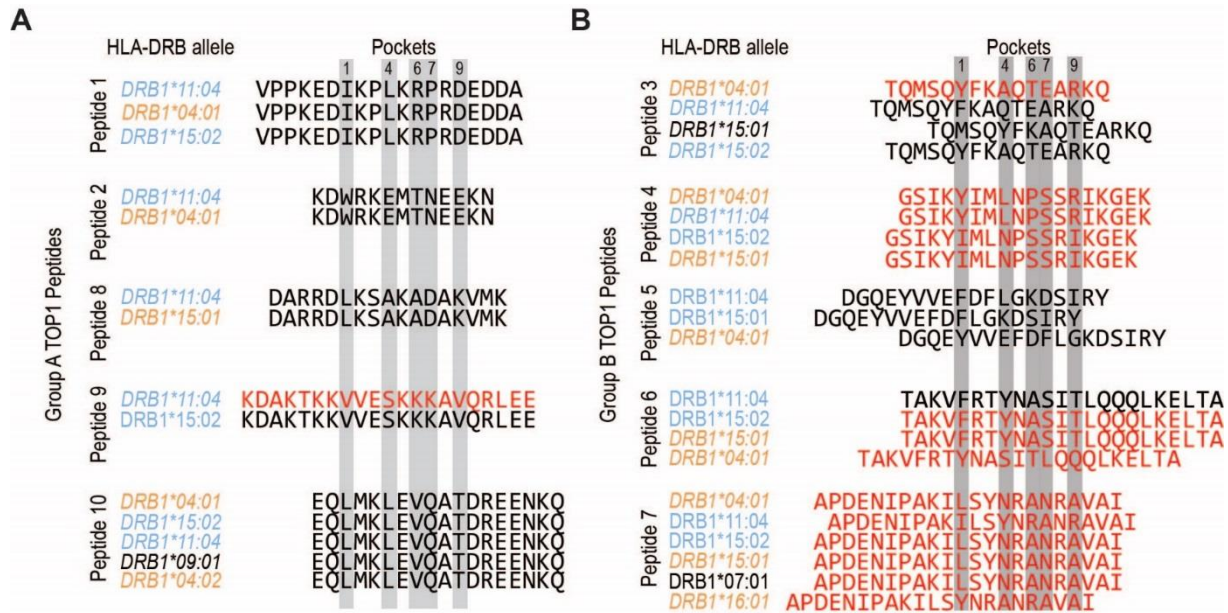 A
HLA-DRB allele
Pockets
1 4 6 7 9
Group A TOP1 Peptides
Peptide 1
DRB1*11:04 VPPKEDIKPLKRPRDEDDA
DRB1*04:01 VPPKEDIKPLKRPRDEDDA
DRB1*15:02 VPPKEDIKPLKRPRDEDDA
Peptide 2
DRB1*11:04 KDWRKEMTNEEKN
DRB1*04:01 KDWRKEMTNEEKN
Peptide 8
DRB1*11:04 DARRDLKSAKADAKVMK
DRB1*15:01 DARRDLKSAKADAKVMK
Peptide 9
DRB1*11:04 KDAKTKKVVESKKKAVQRLEE
DRB1*15:02 KDAKTKKVVESKKKAVQRLEE
Peptide 10
DRB1*04:01 EQLMKLEVQATDREENKQ
DRB1*15:02 EQLMKLEVQATDREENKQ
DRB1*11:04 EQLMKLEVQATDREENKQ
DRB1*09:01 EQLMKLEVQATDREENKQ
DRB1*04:02 EQLMKLEVQATDREENKQ
B
HLA-DRB allele
Pockets
1 4 6 7 9
Group B TOP1 Peptides
Peptide 3
DRB1*04:01 TQMSQYFKAQTEARKQ
DRB1*11:04 TQMSQYFKAQTEARKQ
DRB1*15:01 TQMSQYFKAQTEARKQ
DRB1*15:02 TQMSQYFKAQTEARKQ
Peptide 4
DRB1*04:01 GSIKYIMLNPSSRIKGEK
DRB1*11:04 GSIKYIMLNPSSRIKGEK
DRB1*15:02 GSIKYIMLNPSSRIKGEK
DRB1*15:01 GSIKYIMLNPSSRIKGEK
Peptide 5
DRB1*11:04 DGQEYVVEFDFLGKDSIRY
DRB1*15:01 DGQEYVVEFDFLGKDSIRY
DRB1*04:01 DGQEYVVEFDFLGKDSIRY
Peptide 6
DRB1*11:04 TAKVFRTYNASITLQQQLKELTA
DRB1*15:02 TAKVFRTYNASITLQQQLKELTA
DRB1*15:01 TAKVFRTYNASITLQQQLKELTA
DRB1*04:01 TAKVFRTYNASITLQQQLKELTA
Peptide 7
DRB1*04:01 APDENIPAKILSYNRANRAVAI
DRB1*11:04 APDENIPAKILSYNRANRAVAI
DRB1*15:02 APDENIPAKILSYNRANRAVAI
DRB1*15:01 APDENIPAKILSYNRANRAVAI
DRB1*07:01 APDENIPAKILSYNRANRAVAI
DRB1*16:01 APDENIPAKILSYNRANRAVAI